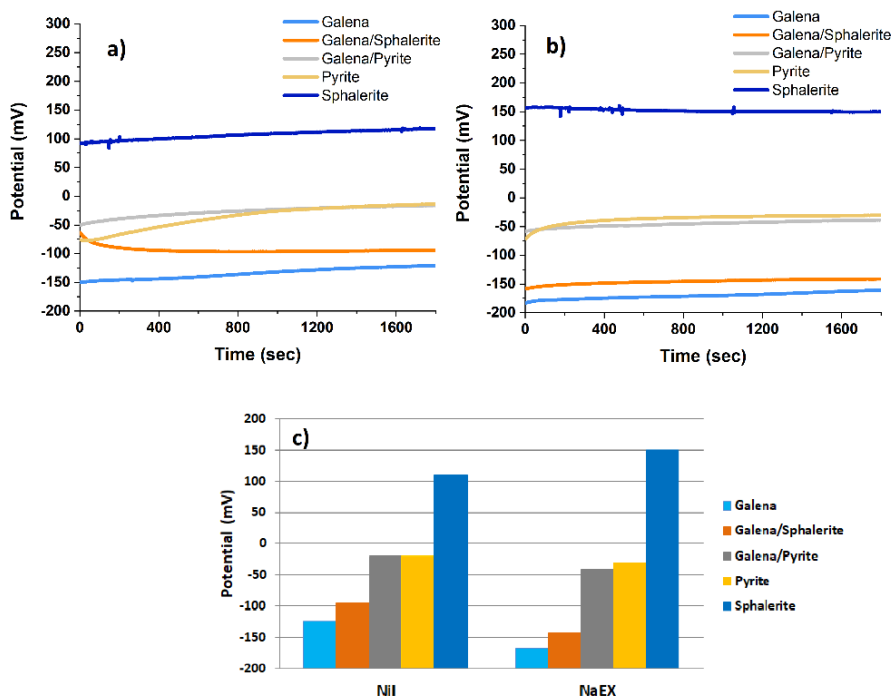 a)
Galena
Galena/Sphalerite
Galena/Pyrite
Pyrite
Sphalerite
300
250
200
150
100
50
0
-50
-100
-150
-200
Potential (mV)
0 400 800 1200 1600
Time (sec)
b)
Galena
Galena/Sphalerite
Galena/Pyrite
Pyrite
Sphalerite
300
250
200
150
100
50
0
-50
-100
-150
-200
Potential (mV)
0 400 800 1200 1600
Time (sec)
c)
200
150
100
50
0
-50
-100
-150
-200
Potential (mV)
Nil NaEX
Galena
Galena/Sphalerite
Galena/Pyrite
Pyrite
Sphalerite